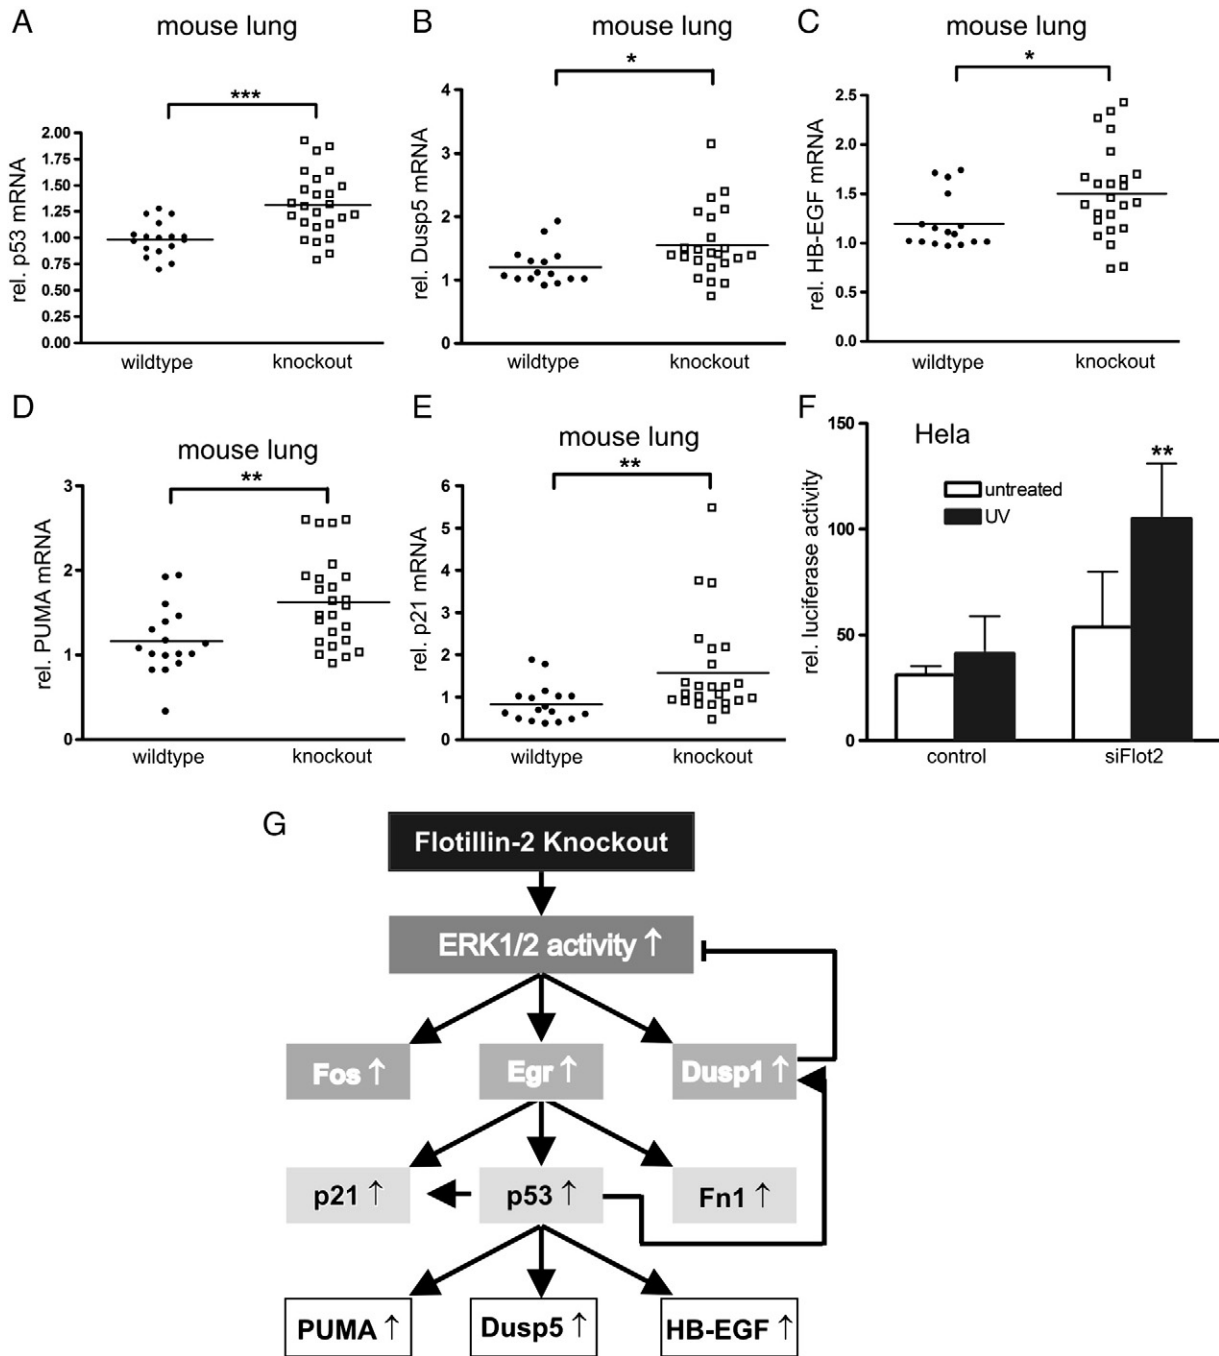 A
mouse lung
***
rel. p53 mRNA
2.00
1.75
1.50
1.25
1.00
0.75
0.50
0.25
0.00
wildtype
knockout
B
mouse lung
*
rel. Dusp5 mRNA
4
3
2
1
0
wildtype
knockout
C
mouse lung
*
rel. HB-EGF mRNA
2.5
2.0
1.5
1.0
0.5
0.0
wildtype
knockout
D
mouse lung
**
rel. PUMA mRNA
3
2
1
0
wildtype
knockout
E
mouse lung
**
rel. p21 mRNA
6
5
4
3
2
1
0
wildtype
knockout
F
Hela
**
untreated
UV
rel. luciferase activity
150
100
50
0
control
siFlot2
G
Flotillin-2 Knockout
ERK1/2 activity ↑
Fos ↑
Egr ↑
Dusp1 ↑
p21 ↑
p53 ↑
Fn1 ↑
PUMA ↑
Dusp5 ↑
HB-EGF ↑